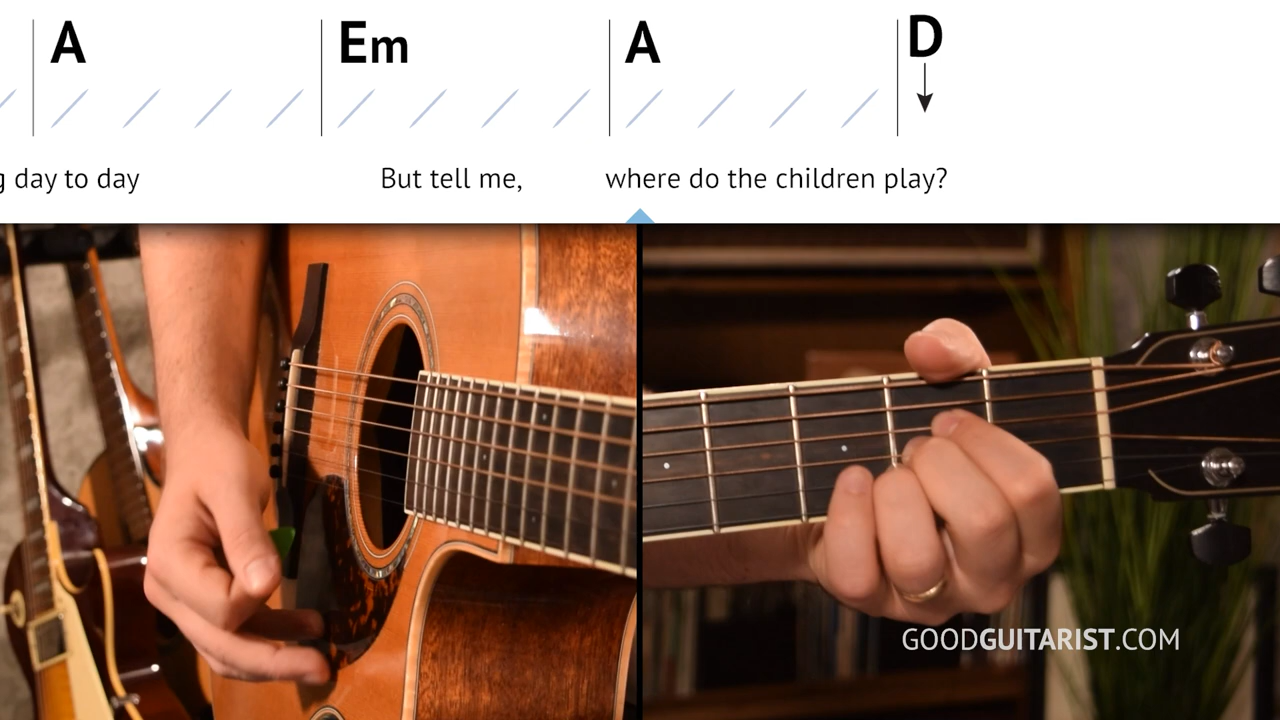 A Em A D
day to day But tell me, where do the children play?
GOODGUITARIST.COM